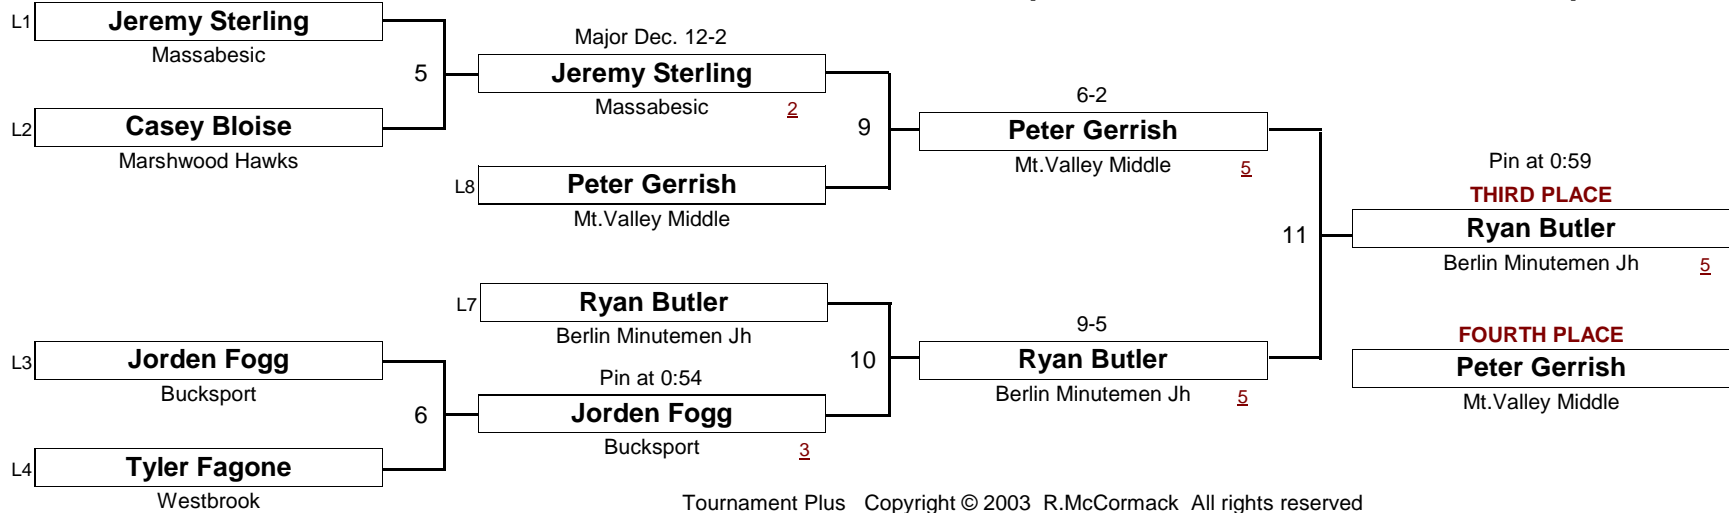 L1 Jeremy Sterling
Massabesic
5
L2 Casey Bloise
Marshwood Hawks
Major Dec. 12-2
Jeremy Sterling
Massabesic 2
9
L8 Peter Gerrish
Mt.Valley Middle
6-2
Peter Gerrish
Mt.Valley Middle 5
Pin at 0:59
THIRD PLACE
11
Ryan Butler
Berlin Minutemen Jh 5
L7 Ryan Butler
Berlin Minutemen Jh
L3 Jorden Fogg
Bucksport
6
L4 Tyler Fagone
Westbrook
Pin at 0:54
Jorden Fogg
Bucksport 3
10
9-5
Ryan Butler
Berlin Minutemen Jh 5
FOURTH PLACE
Peter Gerrish
Mt.Valley Middle
Tournament Plus Copyright © 2003 R.McCormack All rights reserved